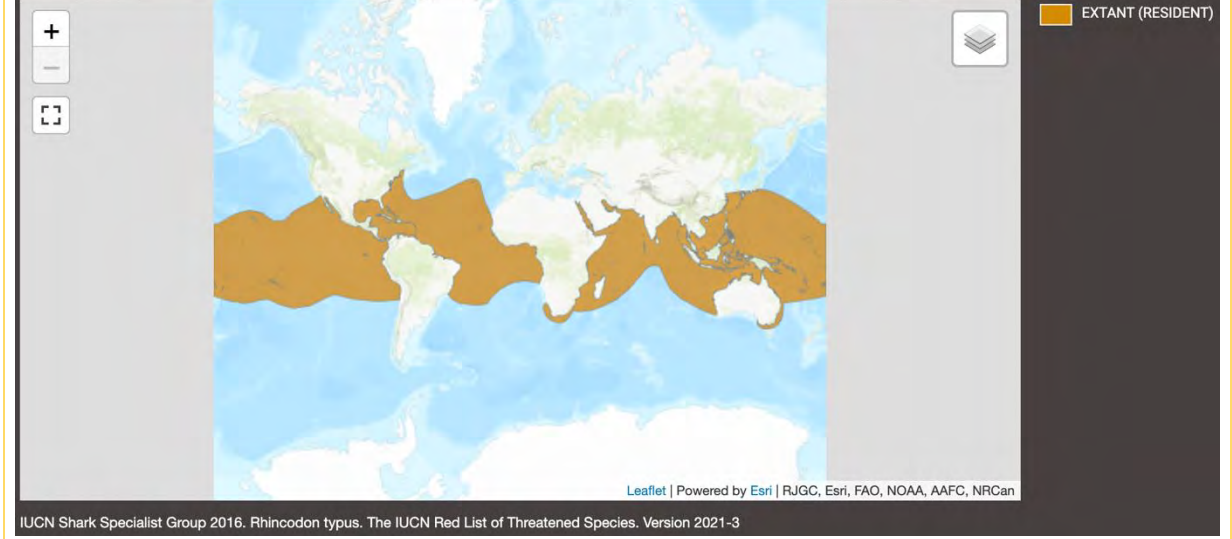 EXTANT (RESIDENT)
+
−
Leaflet | Powered by Esri | RJGC, Esri, FAO, NOAA, AAFC, NRCan
IUCN Shark Specialist Group 2016. Rhincodon typus. The IUCN Red List of Threatened Species. Version 2021-3